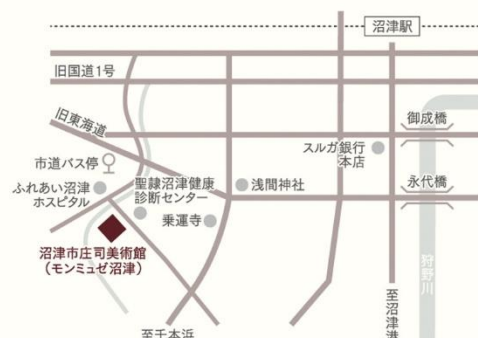 沼津駅
旧国道1号
旧東海道
御成橋
スルガ銀行
本店
市道バス停
ふれあい沼津
ホスピタル
聖隷沼津健康
診断センター
浅間神社
永代橋
乗運寺
沼津市庄司美術館
（モンミュゼ沼津）
狩野川
至沼津港
至千本浜